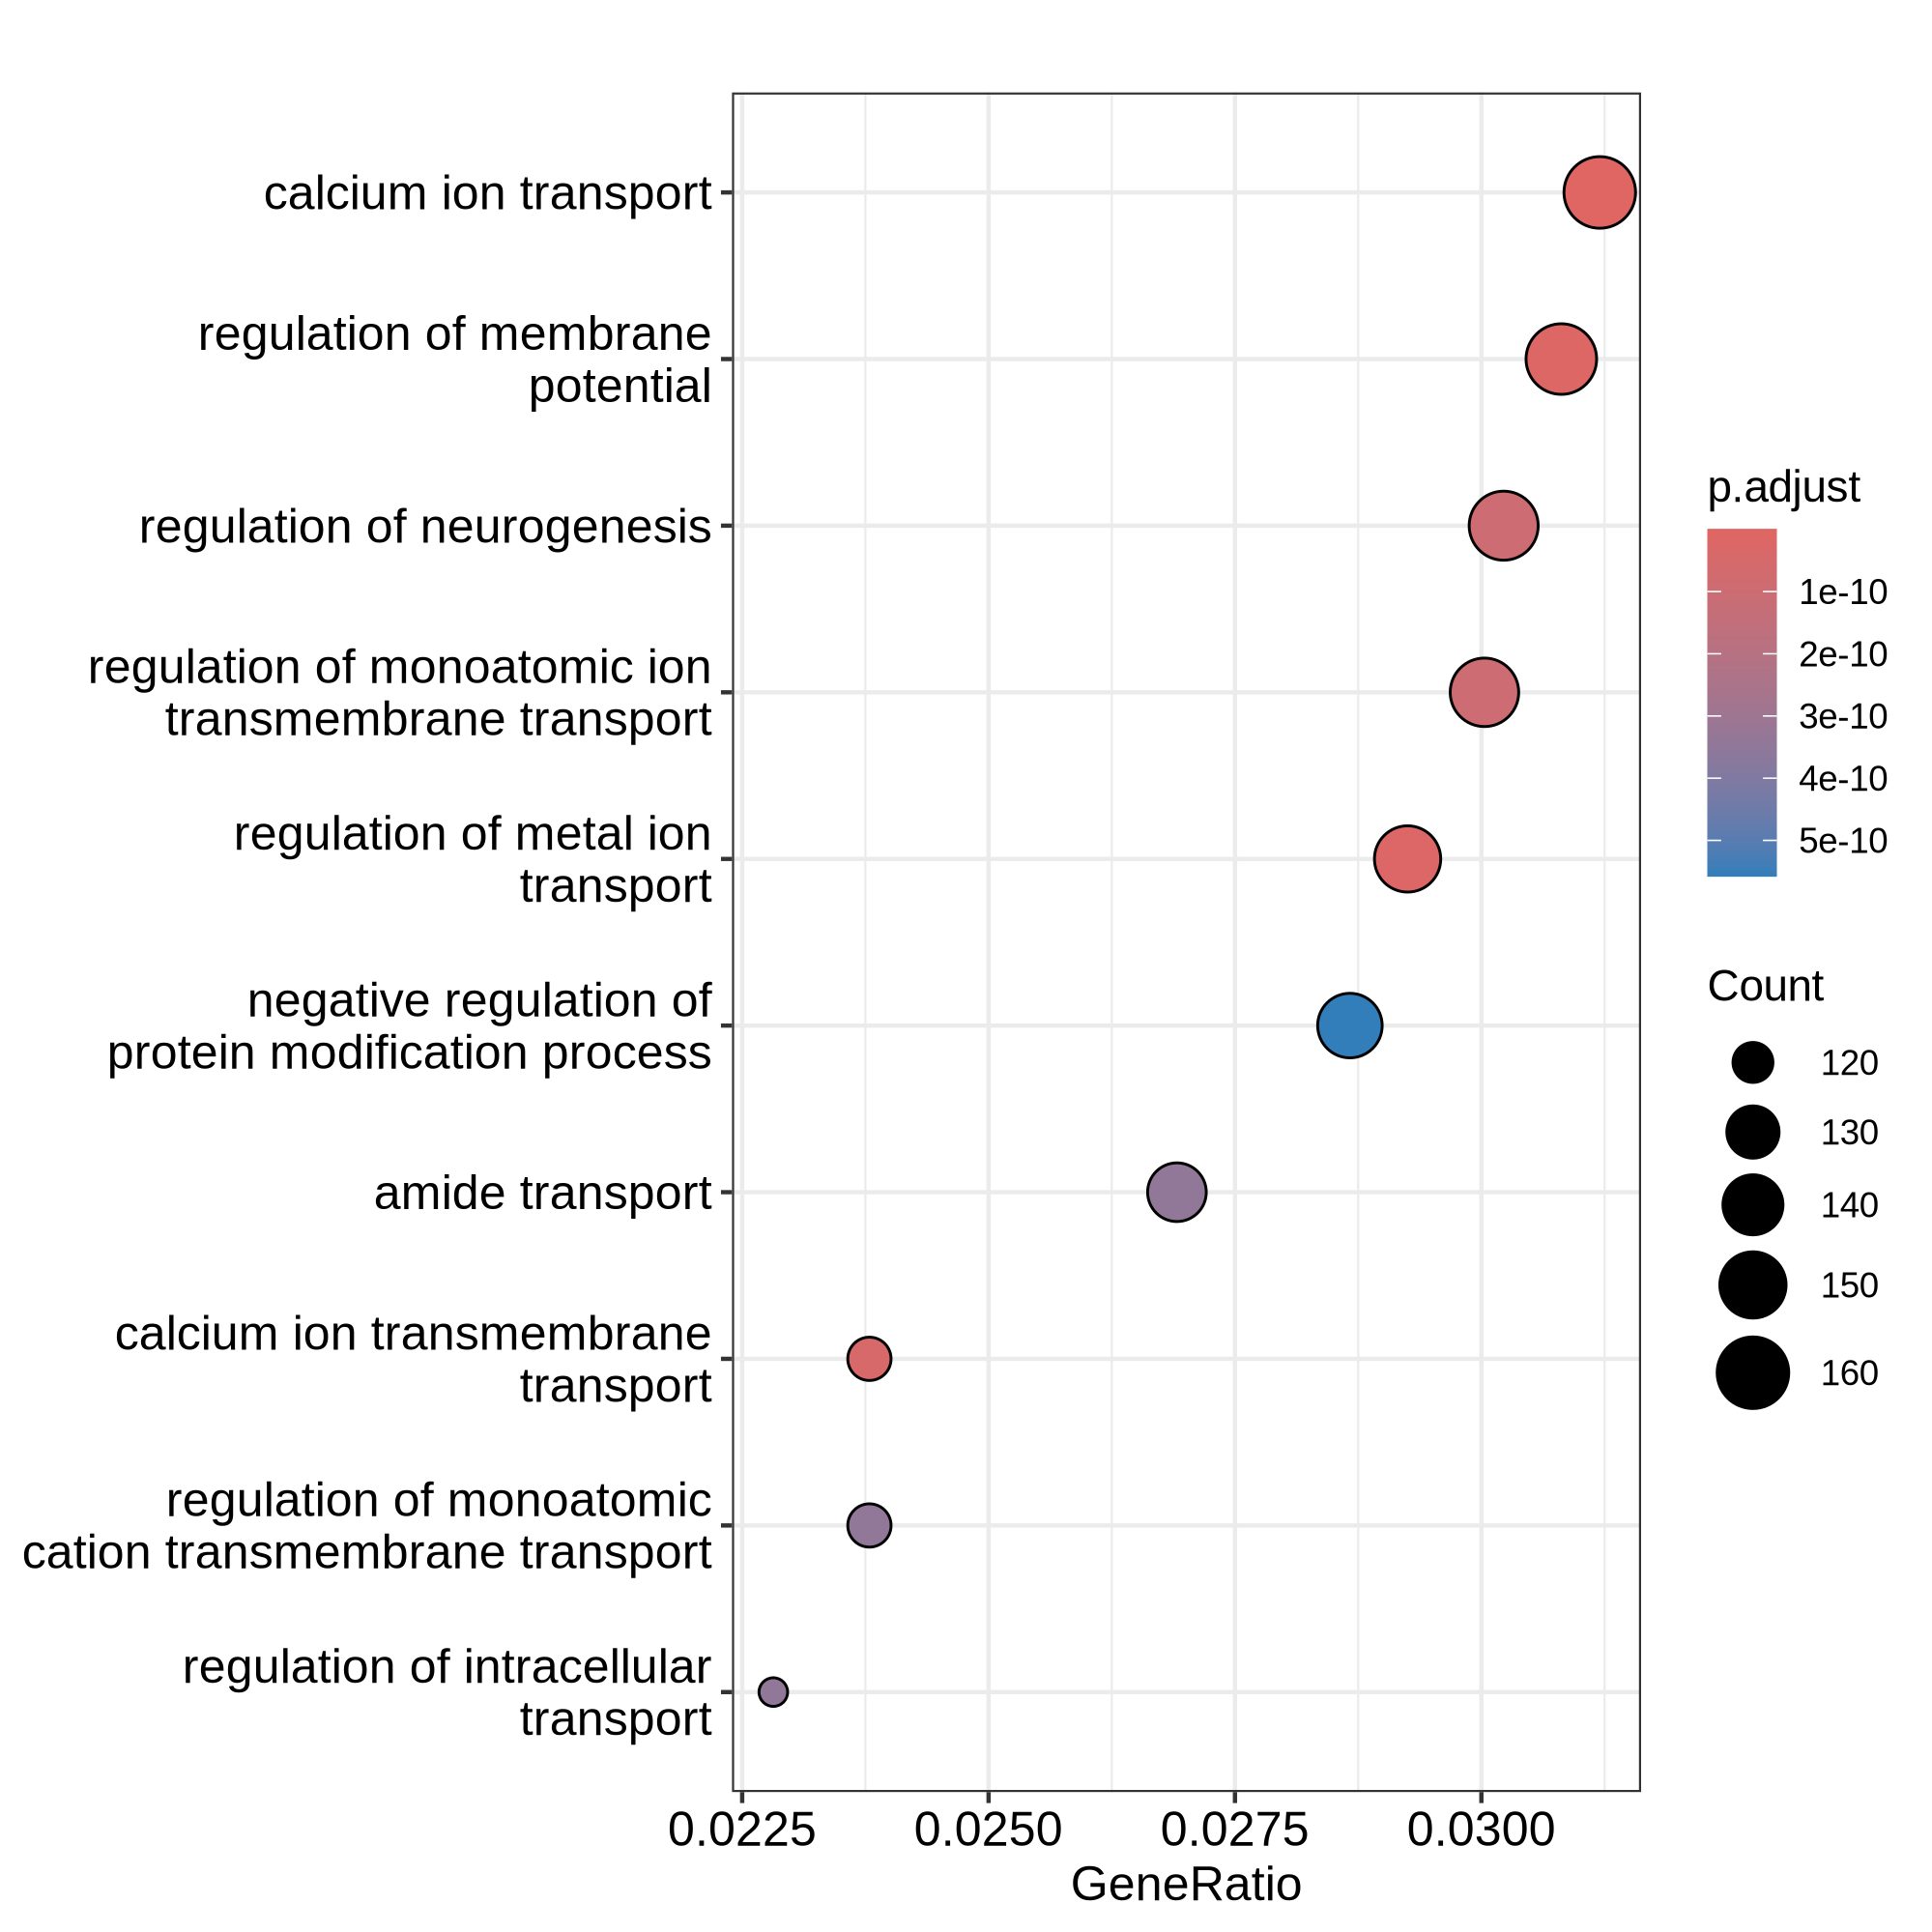 calcium ion transport
regulation of membrane
potential
regulation of neurogenesis
regulation of monoatomic ion
transmembrane transport
regulation of metal ion
transport
negative regulation of
protein modification process
amide transport
calcium ion transmembrane
transport
regulation of monoatomic
cation transmembrane transport
regulation of intracellular
transport
0.0225 0.0250 0.0275 0.0300
GeneRatio
p.adjust
1e-10
2e-10
3e-10
4e-10
5e-10
Count
120
130
140
150
160